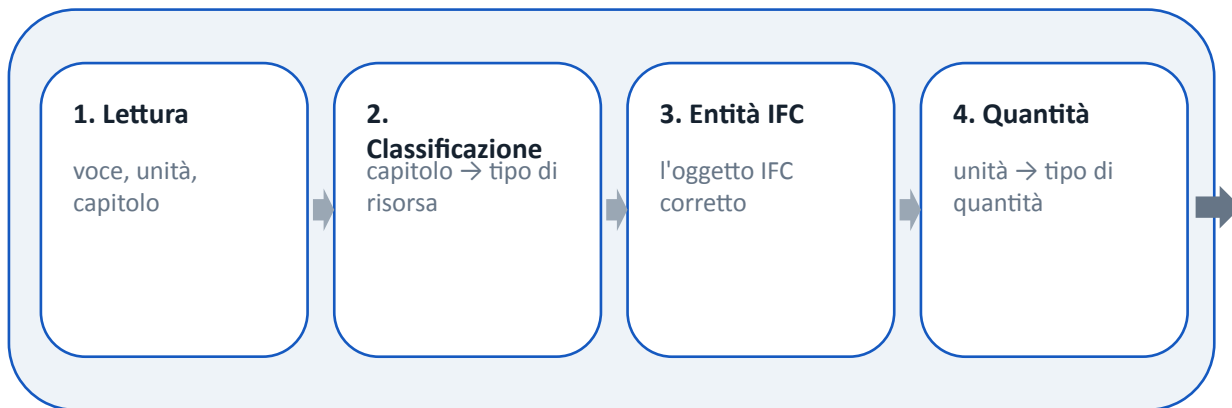 1. Lettura
voce, unità,
capitolo
2.
Classificazione
capitolo → tipo di
risorsa
3. Entità IFC
l'oggetto IFC
corretto
4. Quantità
unità → tipo di
quantità